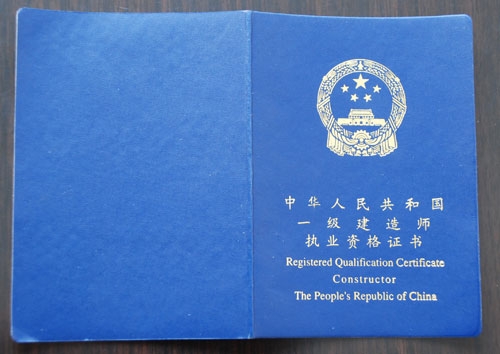 中华人民共和国
一级建造师
执业资格证书
Registered Qualification Certificate
Constructor
The People's Republic of China